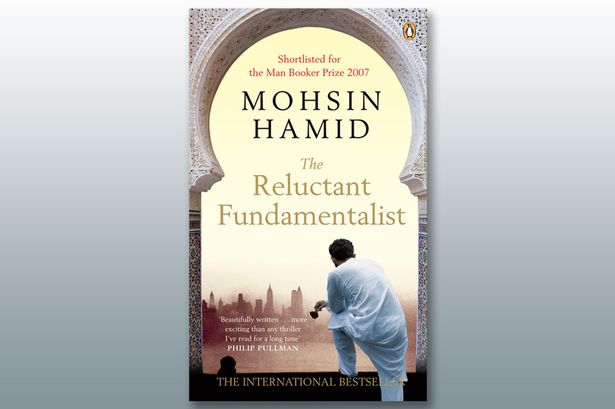 Shortlisted for
the Man Booker Prize 2007
MOHSIN
HAMID
The
Reluctant
Fundamentalist
'Beautifully written . . . more
exciting than any thriller
I've read for a long time'
PHILIP PULLMAN
THE INTERNATIONAL BESTSELLER